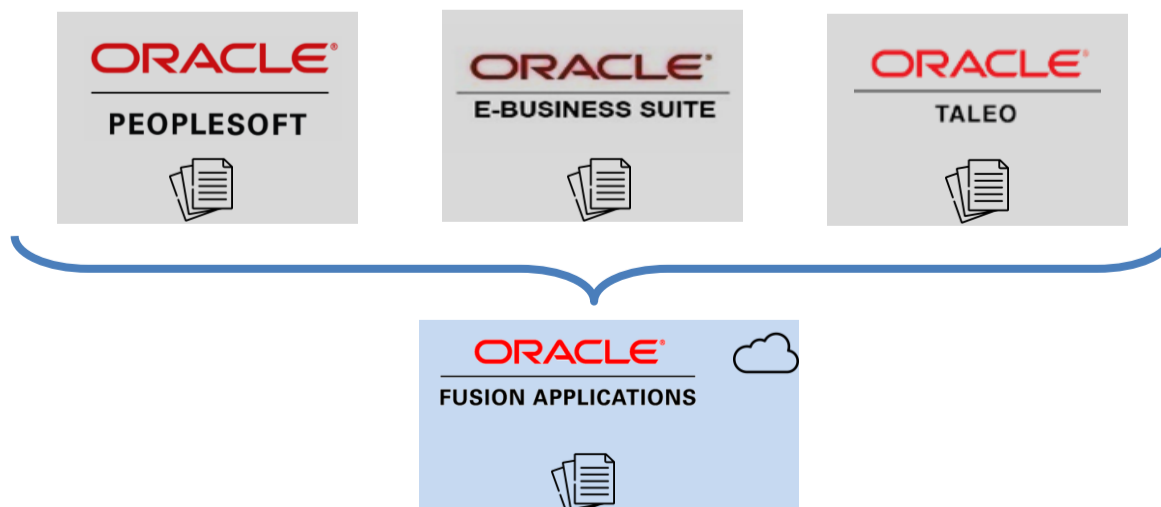 ORACLE®
PEOPLESOFT
ORACLE®
E-BUSINESS SUITE
ORACLE®
TALEO
ORACLE®
FUSION APPLICATIONS